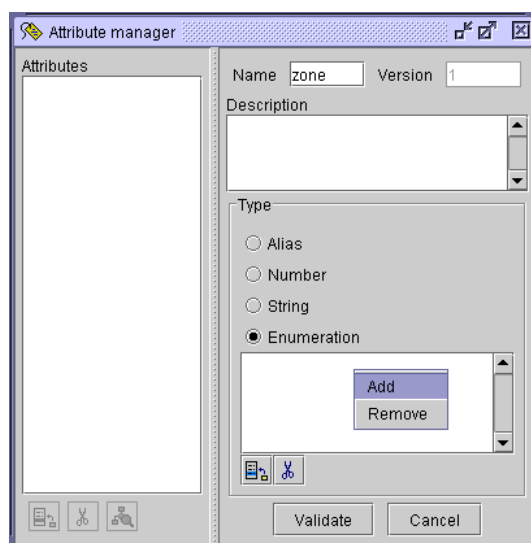 Attribute manager
Attributes
Name zone Version 1
Description
Type
Alias
Number
String
Enumeration
Add
Remove
Validate Cancel